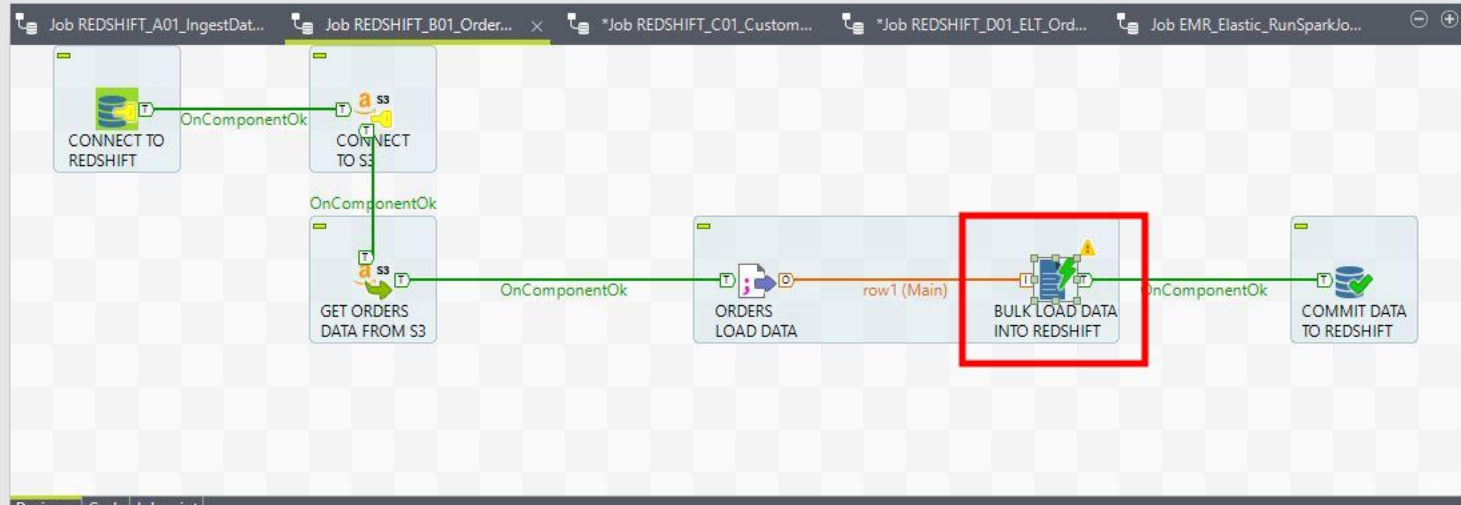 Job REDSHIFT_A01_IngestDat...
Job REDSHIFT_B01_Order...
*Job REDSHIFT_C01_Custom...
*Job REDSHIFT_D01_ELT_Ord...
Job EMR_Elastic_RunSparkJo...
T
OnComponentOk
T
a S3
CONNECT TO
REDSHIFT
T
CONNECT
TO S3
OnComponentOk
T
a S3
T
OnComponentOk
GET ORDERS
DATA FROM S3
T
;
O
row1 (Main)
ORDERS
LOAD DATA
I
T
OnComponentOk
BULK LOAD DATA
INTO REDSHIFT
T
COMMIT DATA
TO REDSHIFT